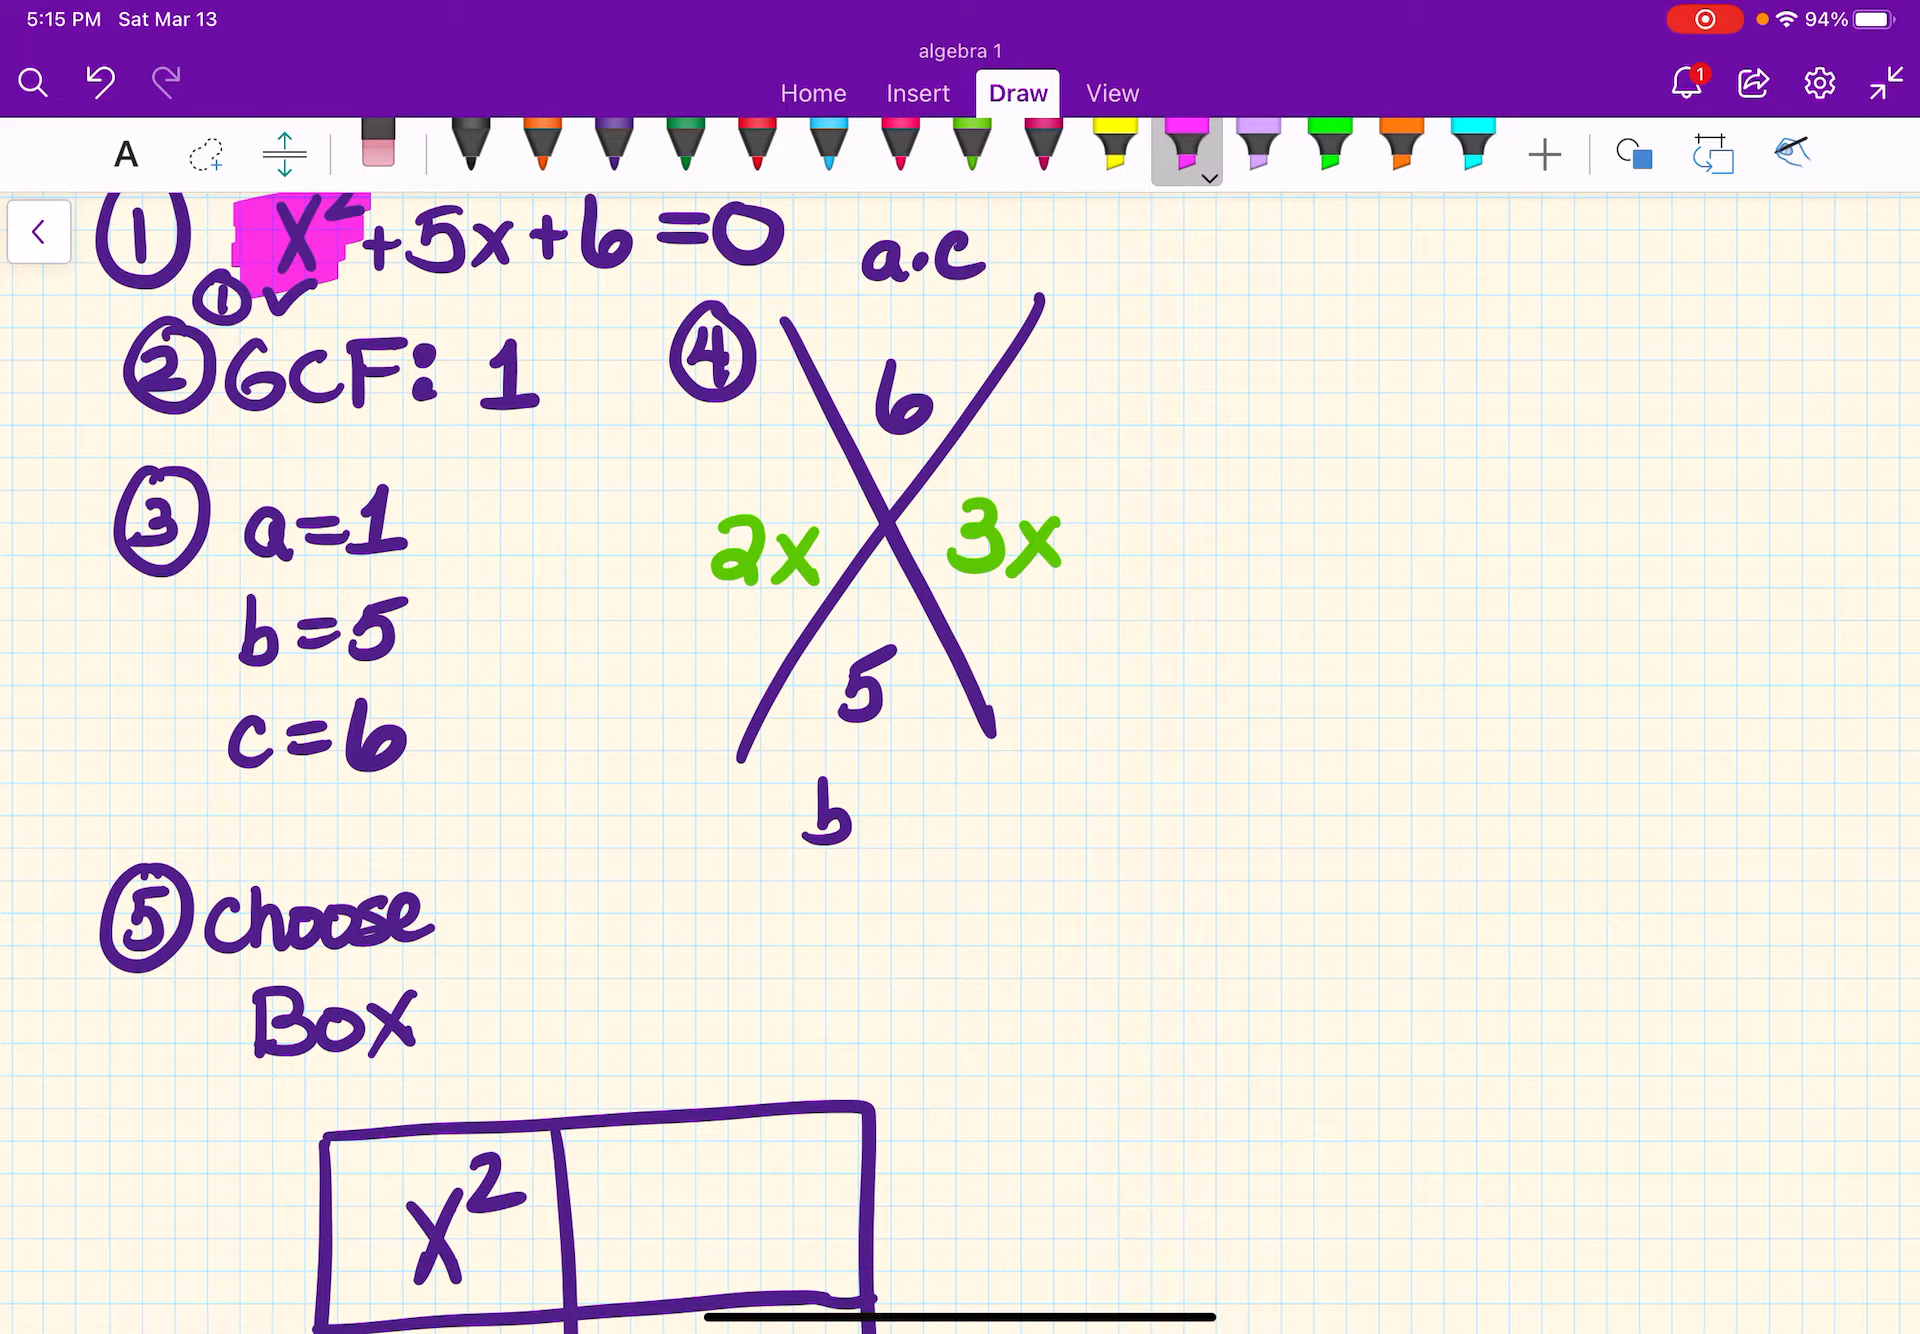 5:15 PM Sat Mar 13
94%
algebra 1
Home Insert Draw View
1
A
① x²+5x+6=0
①✓
a·c
② GCF: 1
④
6
2x 3x
5
b
③ a=1
b=5
c=6
⑤ Choose
Box
x²